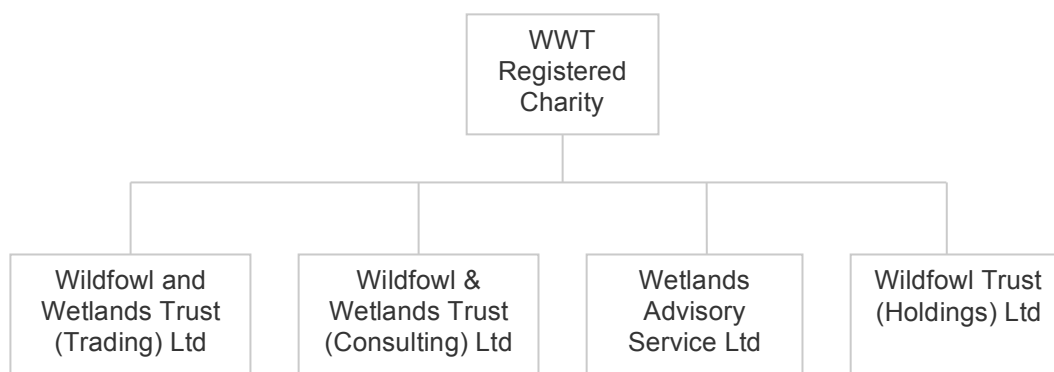 WWT
Registered
Charity
Wildfowl and
Wetlands Trust
(Trading) Ltd
Wildfowl &
Wetlands Trust
(Consulting) Ltd
Wetlands
Advisory
Service Ltd
Wildfowl Trust
(Holdings) Ltd